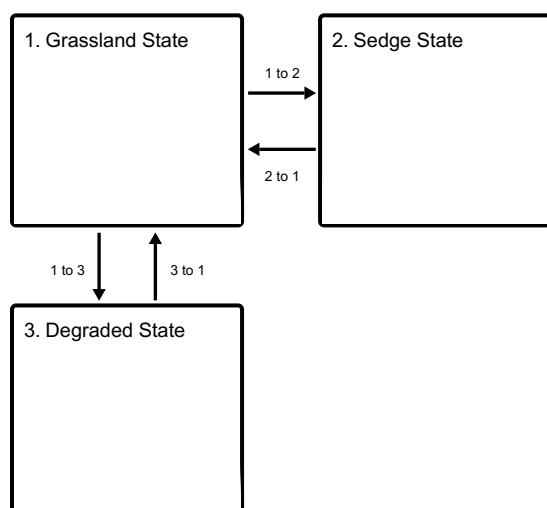 1. Grassland State
2. Sedge State
1 to 2
2 to 1
1 to 3
3 to 1
3. Degraded State